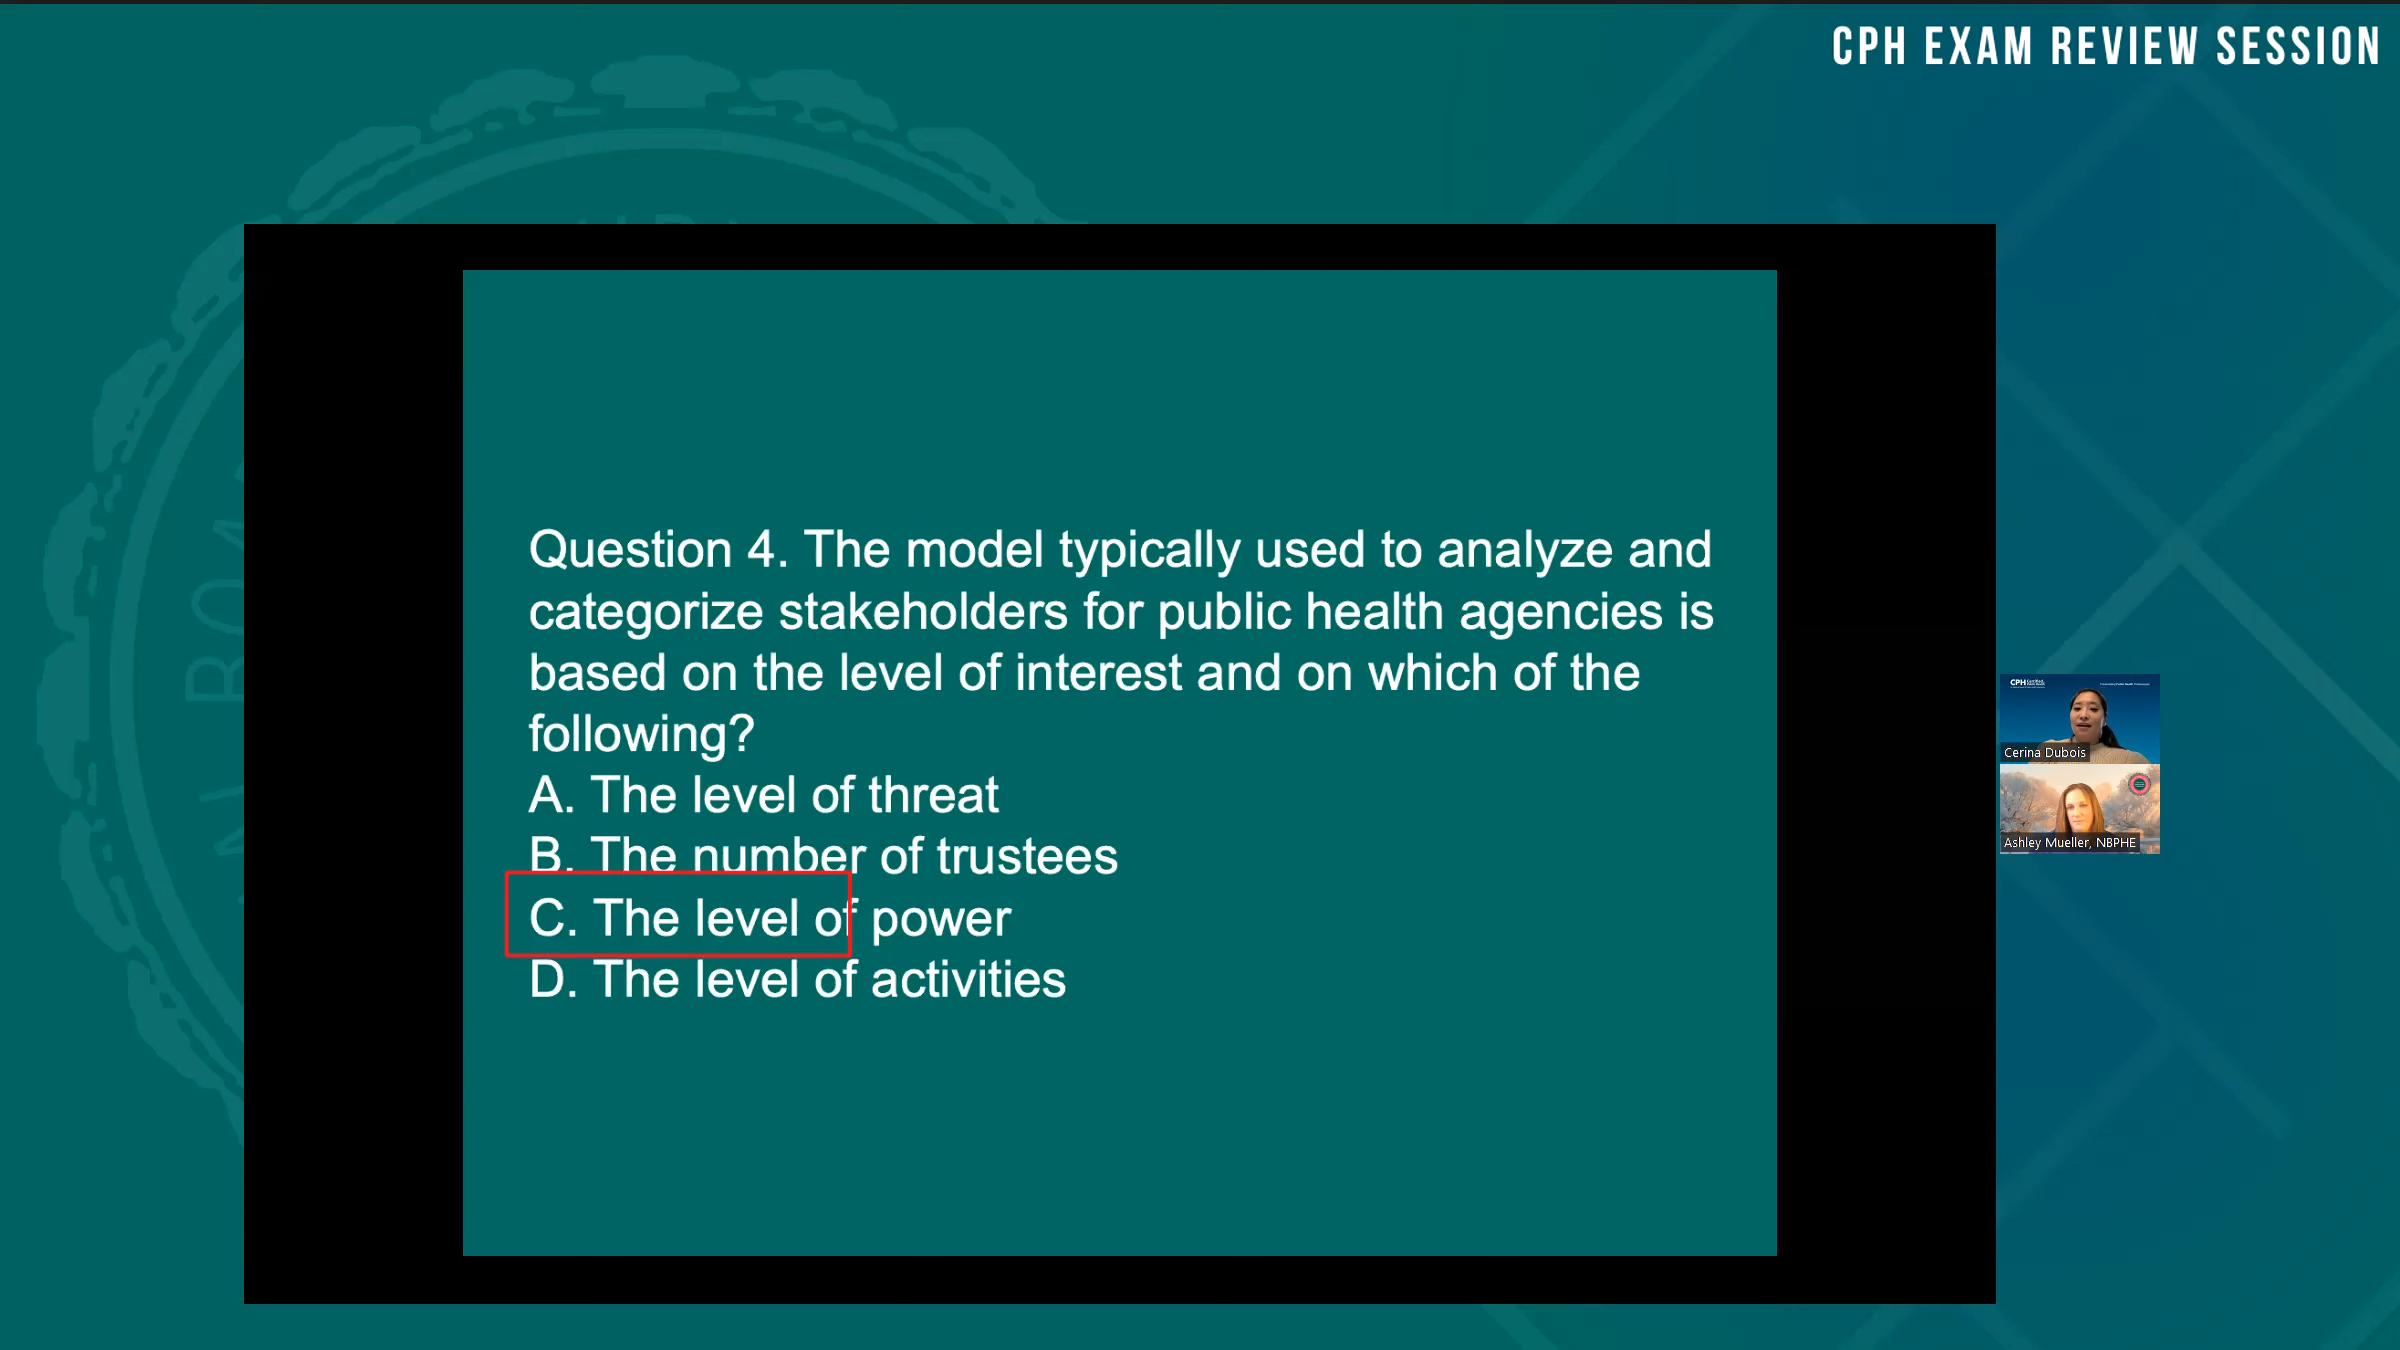 CPH EXAM REVIEW SESSION
Question 4. The model typically used to analyze and
categorize stakeholders for public health agencies is
based on the level of interest and on which of the
following?
A. The level of threat
B. The number of trustees
C. The level of power
D. The level of activities
CPH
Cerina Dubois
Ashley Mueller, NBPHE